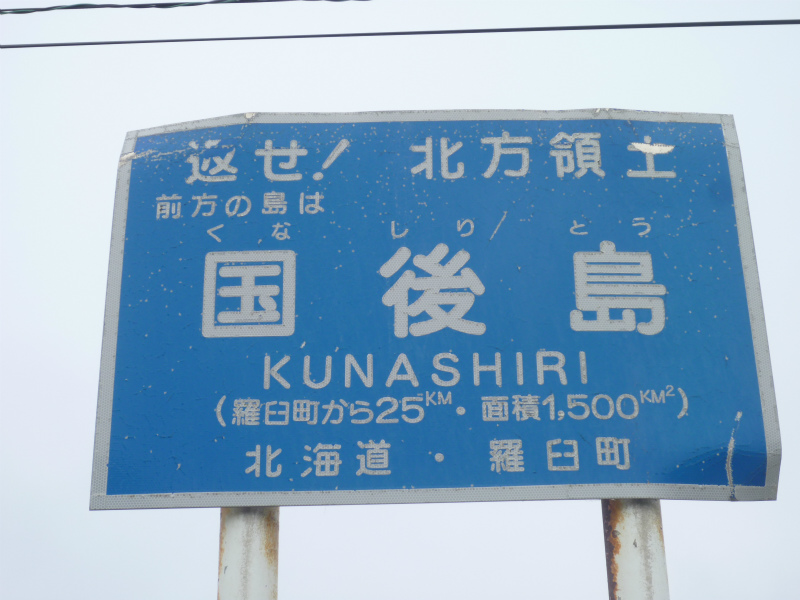 返せ! 北方領土
前方の島は
くなしりとう
国後島
KUNASHIRI
(羅臼町から25KM・面積1,500KM²)
北海道・羅臼町